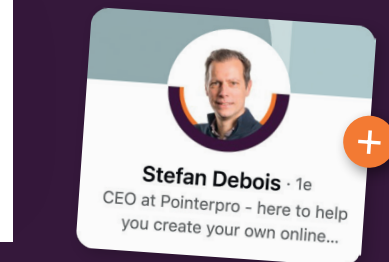 Stefan Debois · 1e
CEO at Pointerpro - here to help
you create your own online...